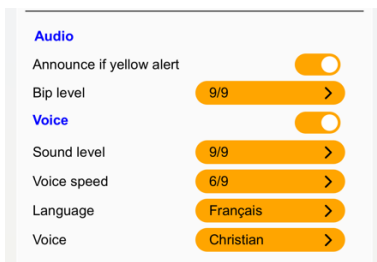 Audio
Announce if yellow alert
Bip level 9/9
Voice
Sound level 9/9
Voice speed 6/9
Language Français
Voice Christian